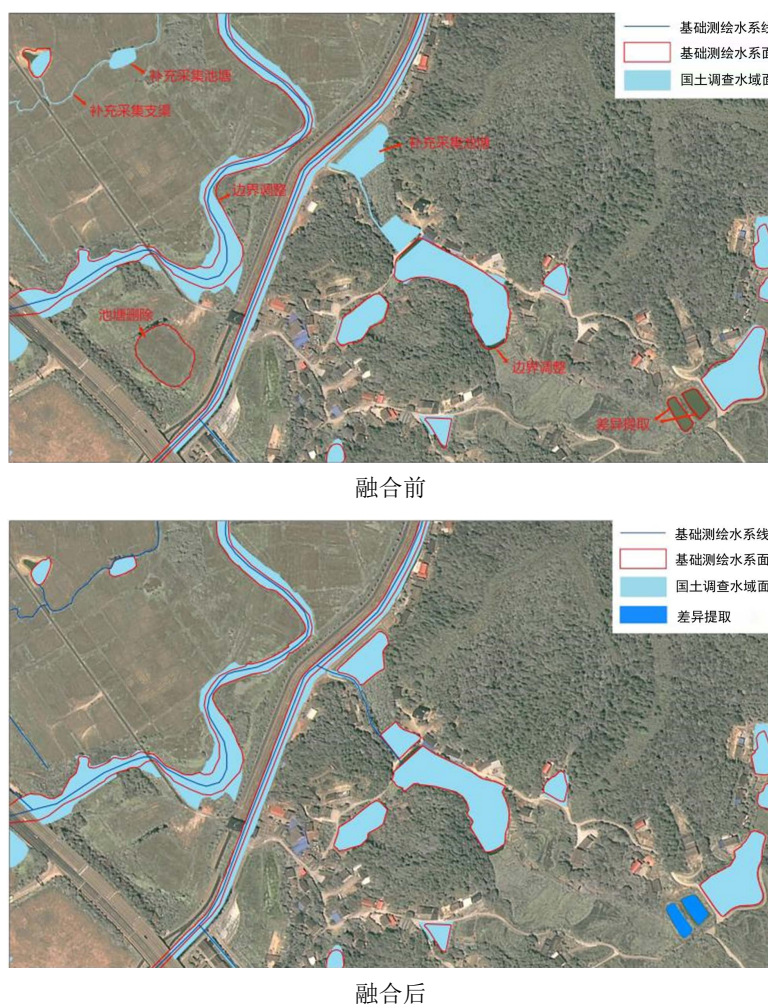 基础测绘水系线
基础测绘水系面
国土调查水域面
补充采集池塘
补充采集支渠
补充采集池塘
边界调整
池塘删除
边界调整
差异提取
融合前
基础测绘水系线
基础测绘水系面
国土调查水域面
差异提取
融合后